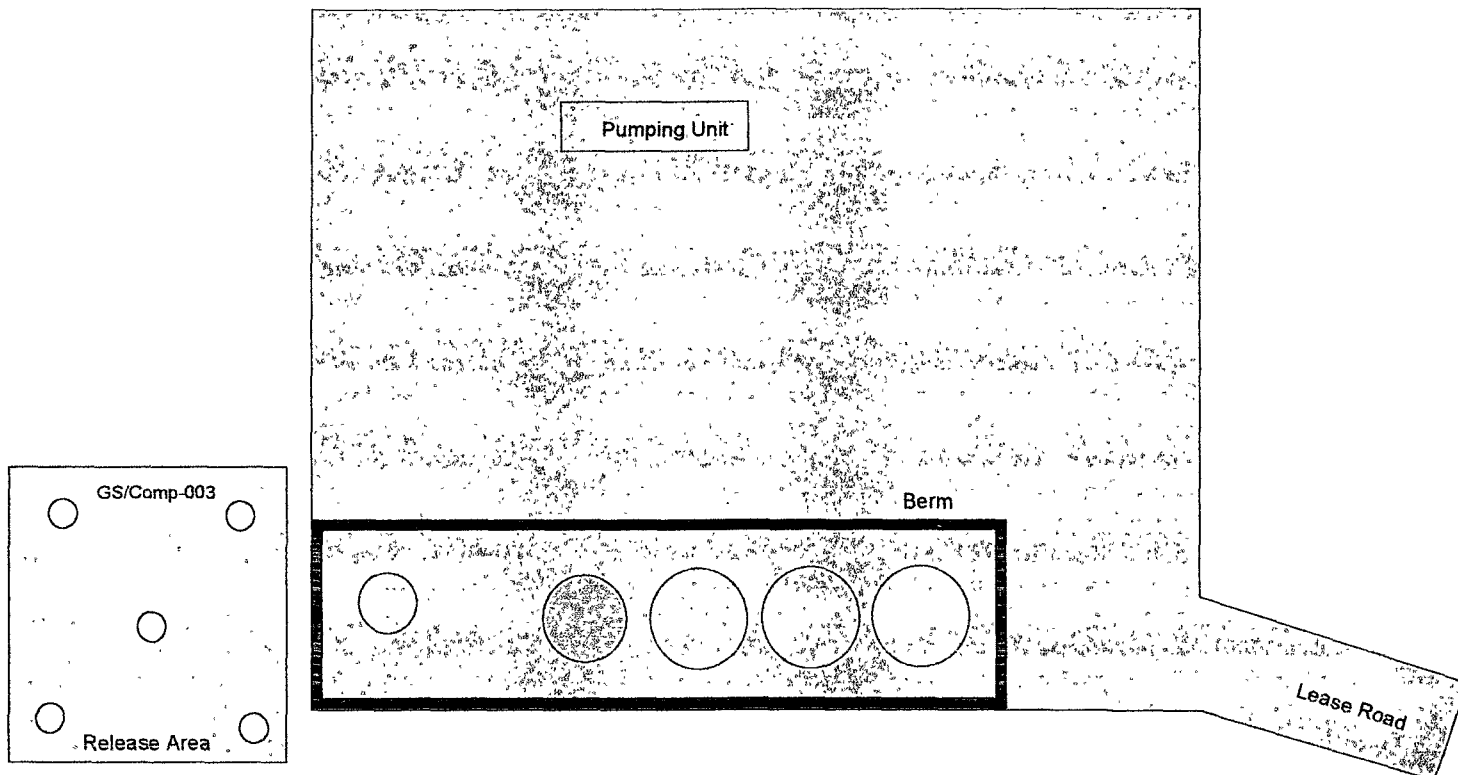 Pumping Unit
GS/Comp-003
Berm
Release Area
Lease Road